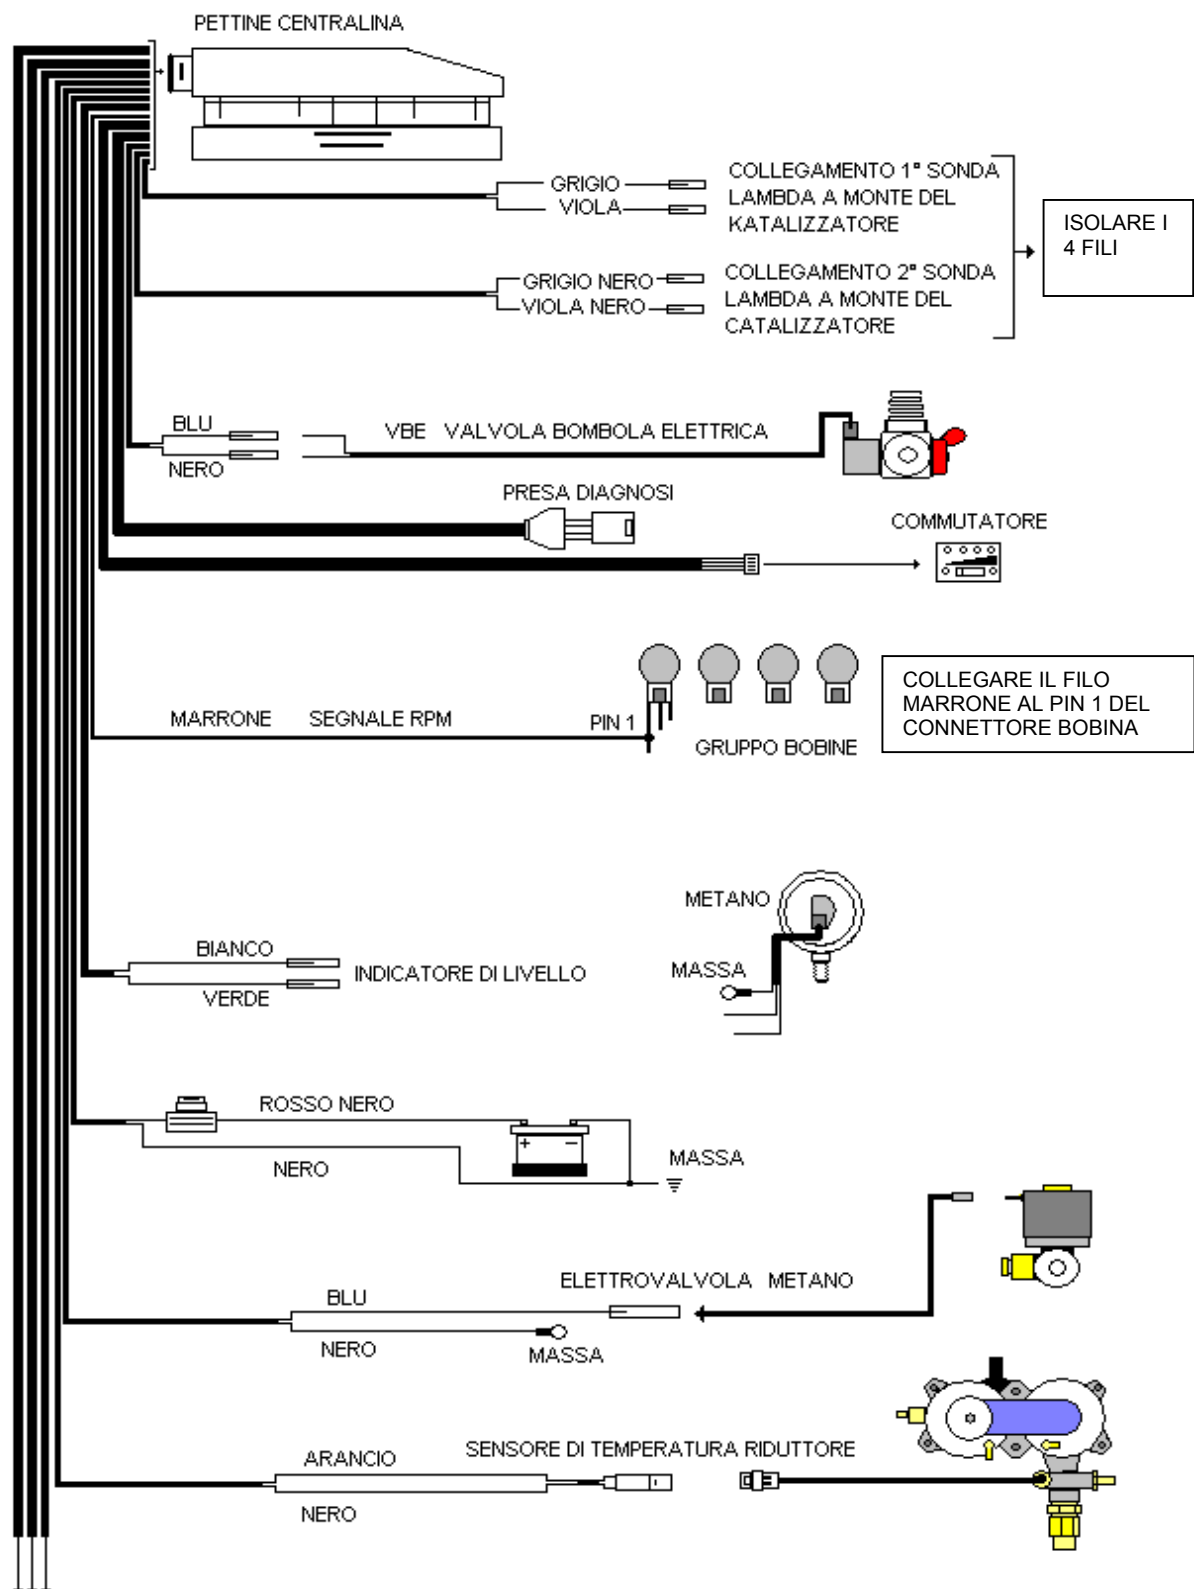 PETTINE CENTRALINA
GRIGIO
VIOLA
COLLEGAMENTO 1ª SONDA
LAMBDA A MONTE DEL
KATALIZZATORE
ISOLARE I
4 FILI
GRIGIO NERO
VIOLA NERO
COLLEGAMENTO 2ª SONDA
LAMBDA A MONTE DEL
CATALIZZATORE
BLU
NERO
VBE VALVOLA BOMBOLA ELETTRICA
PRESA DIAGNOSI
COMMUTATORE
MARRONE SEGNALE RPM
PIN 1
GRUPPO BOBINE
COLLEGARE IL FILO
MARRONE AL PIN 1 DEL
CONNETTORE BOBINA
METANO
MASSA
BIANCO
VERDE
INDICATORE DI LIVELLO
ROSSO NERO
NERO
+ −
MASSA
ELETTROVALVOLA METANO
BLU
NERO
MASSA
SENSORE DI TEMPERATURA RIDUTTORE
ARANCIO
NERO